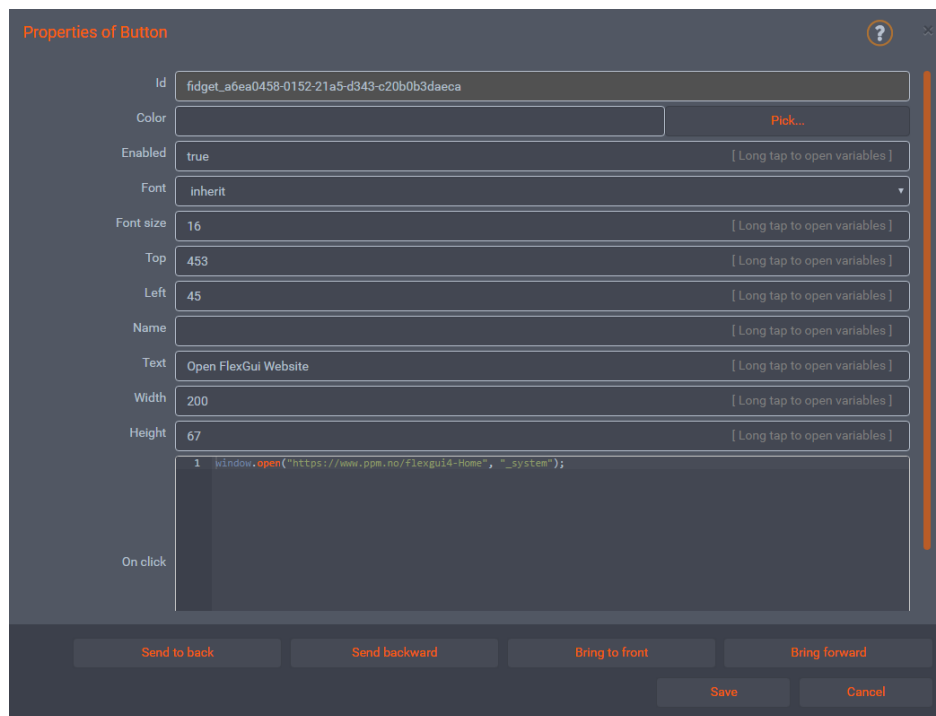 Properties of Button ?
Id fidget_a6ea0458-0152-21a5-d343-c20b0b3daeca
Color Pick...
Enabled true [ Long tap to open variables ]
Font inherit
Font size 16 [ Long tap to open variables ]
Top 453 [ Long tap to open variables ]
Left 45 [ Long tap to open variables ]
Name [ Long tap to open variables ]
Text Open FlexGui Website [ Long tap to open variables ]
Width 200 [ Long tap to open variables ]
Height 67 [ Long tap to open variables ]
1 window.open("https://www.ppm.no/flexgui4-Home", "_system");
On click
Send to back Send backward Bring to front Bring forward
Save Cancel